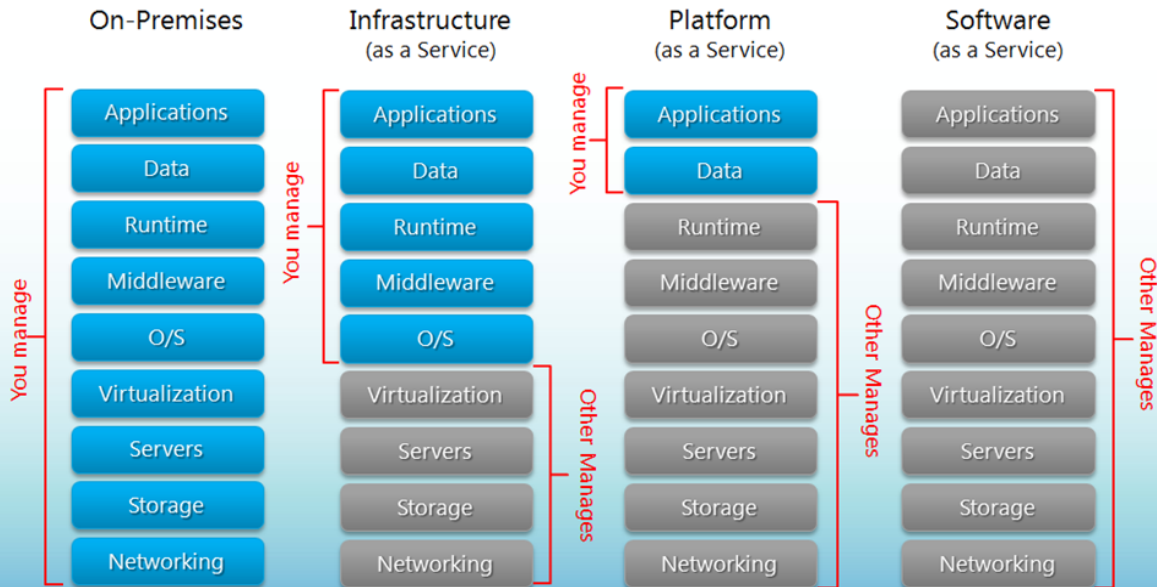 On-Premises
Infrastructure
(as a Service)
Platform
(as a Service)
Software
(as a Service)
You manage
Applications
Data
Runtime
Middleware
O/S
Virtualization
Servers
Storage
Networking
You manage
Applications
Data
Runtime
Middleware
O/S
Virtualization
Servers
Storage
Networking
Other Manages
You manage
Applications
Data
Runtime
Middleware
O/S
Virtualization
Servers
Storage
Networking
Other Manages
Applications
Data
Runtime
Middleware
O/S
Virtualization
Servers
Storage
Networking
Other Manages